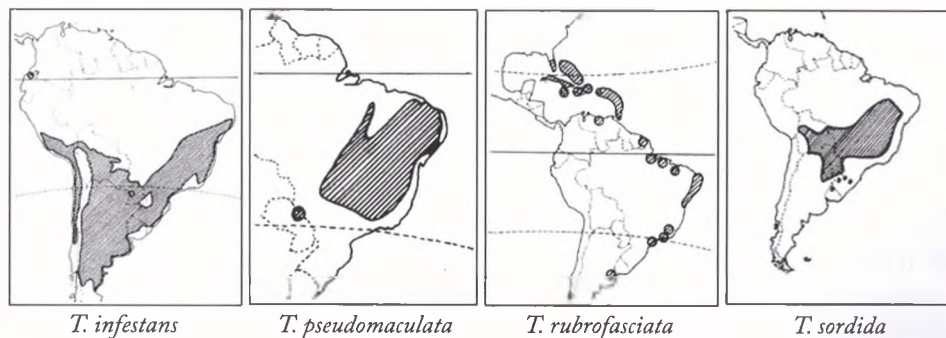 T. infestans
T. pseudomaculata
T. rubrofasciata
T. sordida